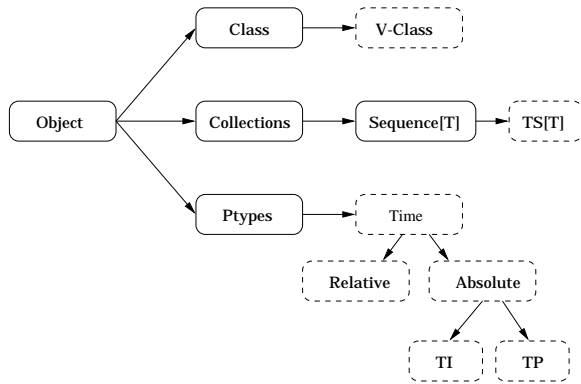 Class
V-Class
Object
Collections
Sequence[T]
TS[T]
Ptypes
Time
Relative
Absolute
TI
TP